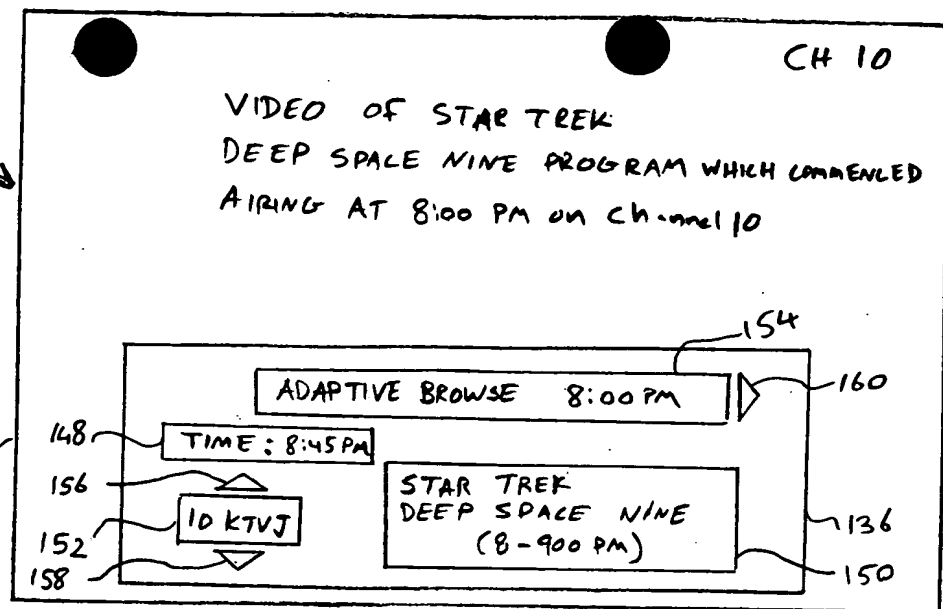 CH 10
VIDEO OF STAR TREK
DEEP SPACE NINE PROGRAM WHICH COMMENCED
AIRING AT 8:00 PM on Channel 10
154
ADAPTIVE BROWSE 8:00 PM
160
148
TIME: 8:45 PM
156
STAR TREK
10 KTVJ
DEEP SPACE NINE
136
152
(8-900 PM)
158
150